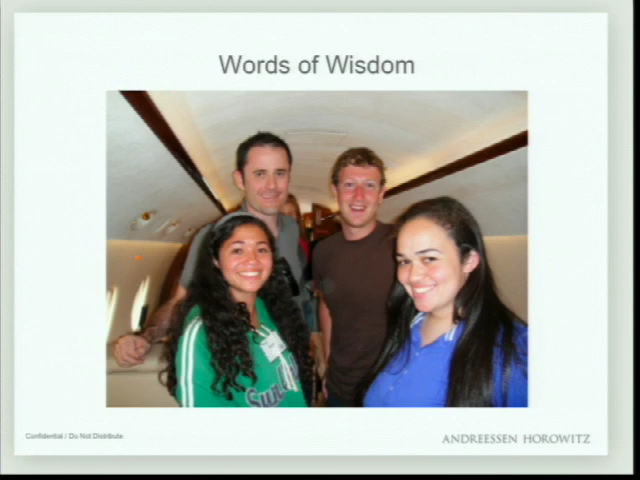 Words of Wisdom
Confidential / Do Not Distribute
ANDREESSEN HOROWITZ